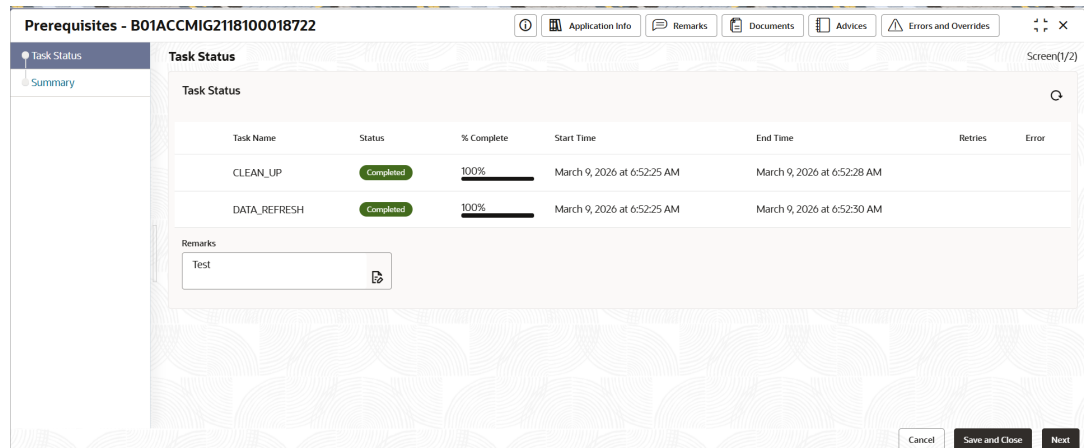 Prerequisites - B01ACCMIG2118100018722
Application Info Remarks Documents Advices Errors and Overrides
Task Status
Summary
Task Status Screen(1/2)
Task Status
Task Name Status % Complete Start Time End Time Retries Error
CLEAN_UP Completed 100% March 9, 2026 at 6:52:25 AM March 9, 2026 at 6:52:28 AM
DATA_REFRESH Completed 100% March 9, 2026 at 6:52:25 AM March 9, 2026 at 6:52:30 AM
Remarks
Test
Cancel Save and Close Next